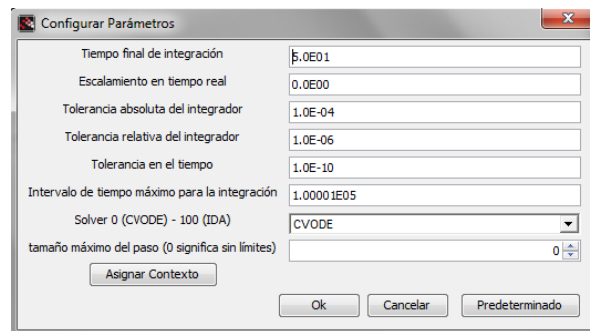 Configurar Parámetros
Tiempo final de integración 5.0E01
Escalamiento en tiempo real 0.0E00
Tolerancia absoluta del integrador 1.0E-04
Tolerancia relativa del integrador 1.0E-06
Tolerancia en el tiempo 1.0E-10
Intervalo de tiempo máximo para la integración 1.00001E05
Solver 0 (CVODE) - 100 (IDA) CVODE
tamaño máximo del paso (0 significa sin límites) 0
Asignar Contexto
Ok Cancelar Predeterminado